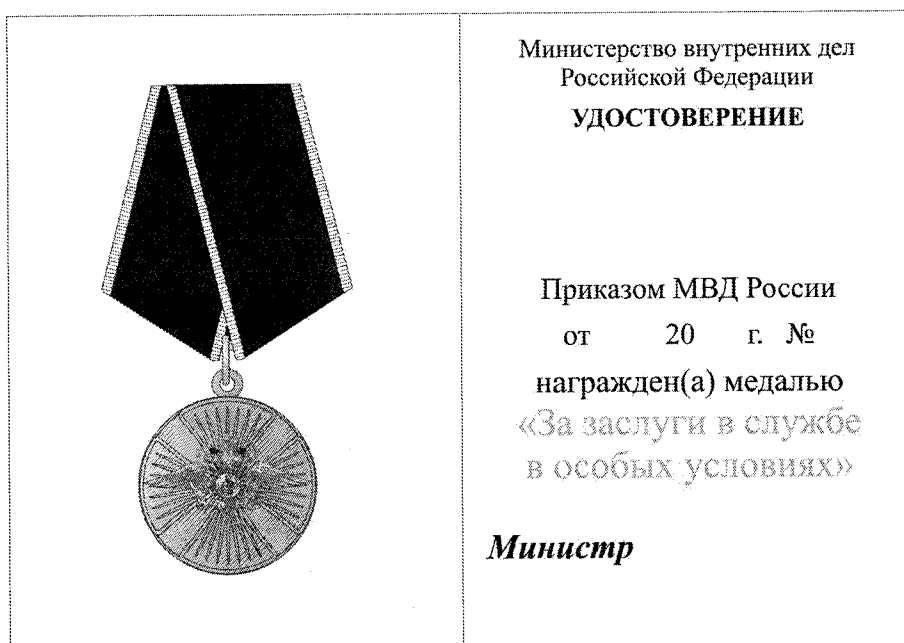 Министерство внутренних дел
Российской Федерации
УДОСТОВЕРЕНИЕ
Приказом МВД России
от 20 г. №
награжден(а) медалью
«За заслуги в службе
в особых условиях»
Министр